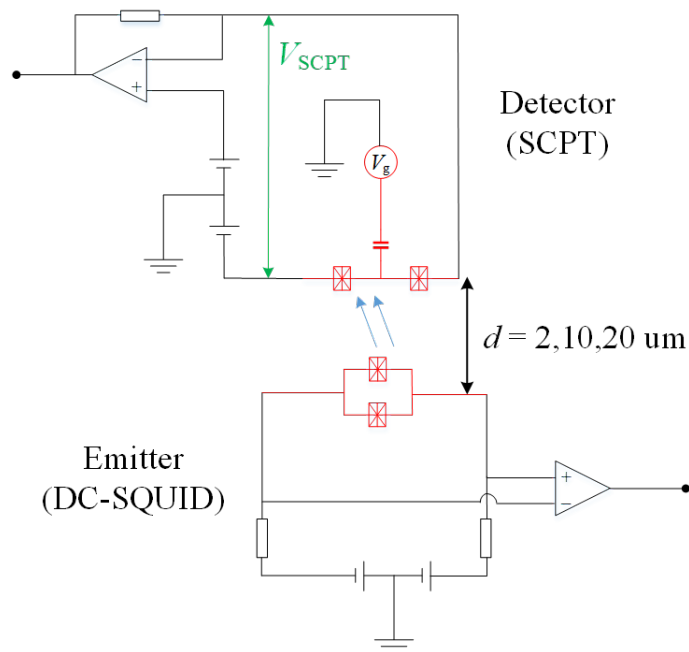 −
+
V_SCPT
Detector
(SCPT)
V_g
d = 2,10,20 um
Emitter
(DC-SQUID)
+
−